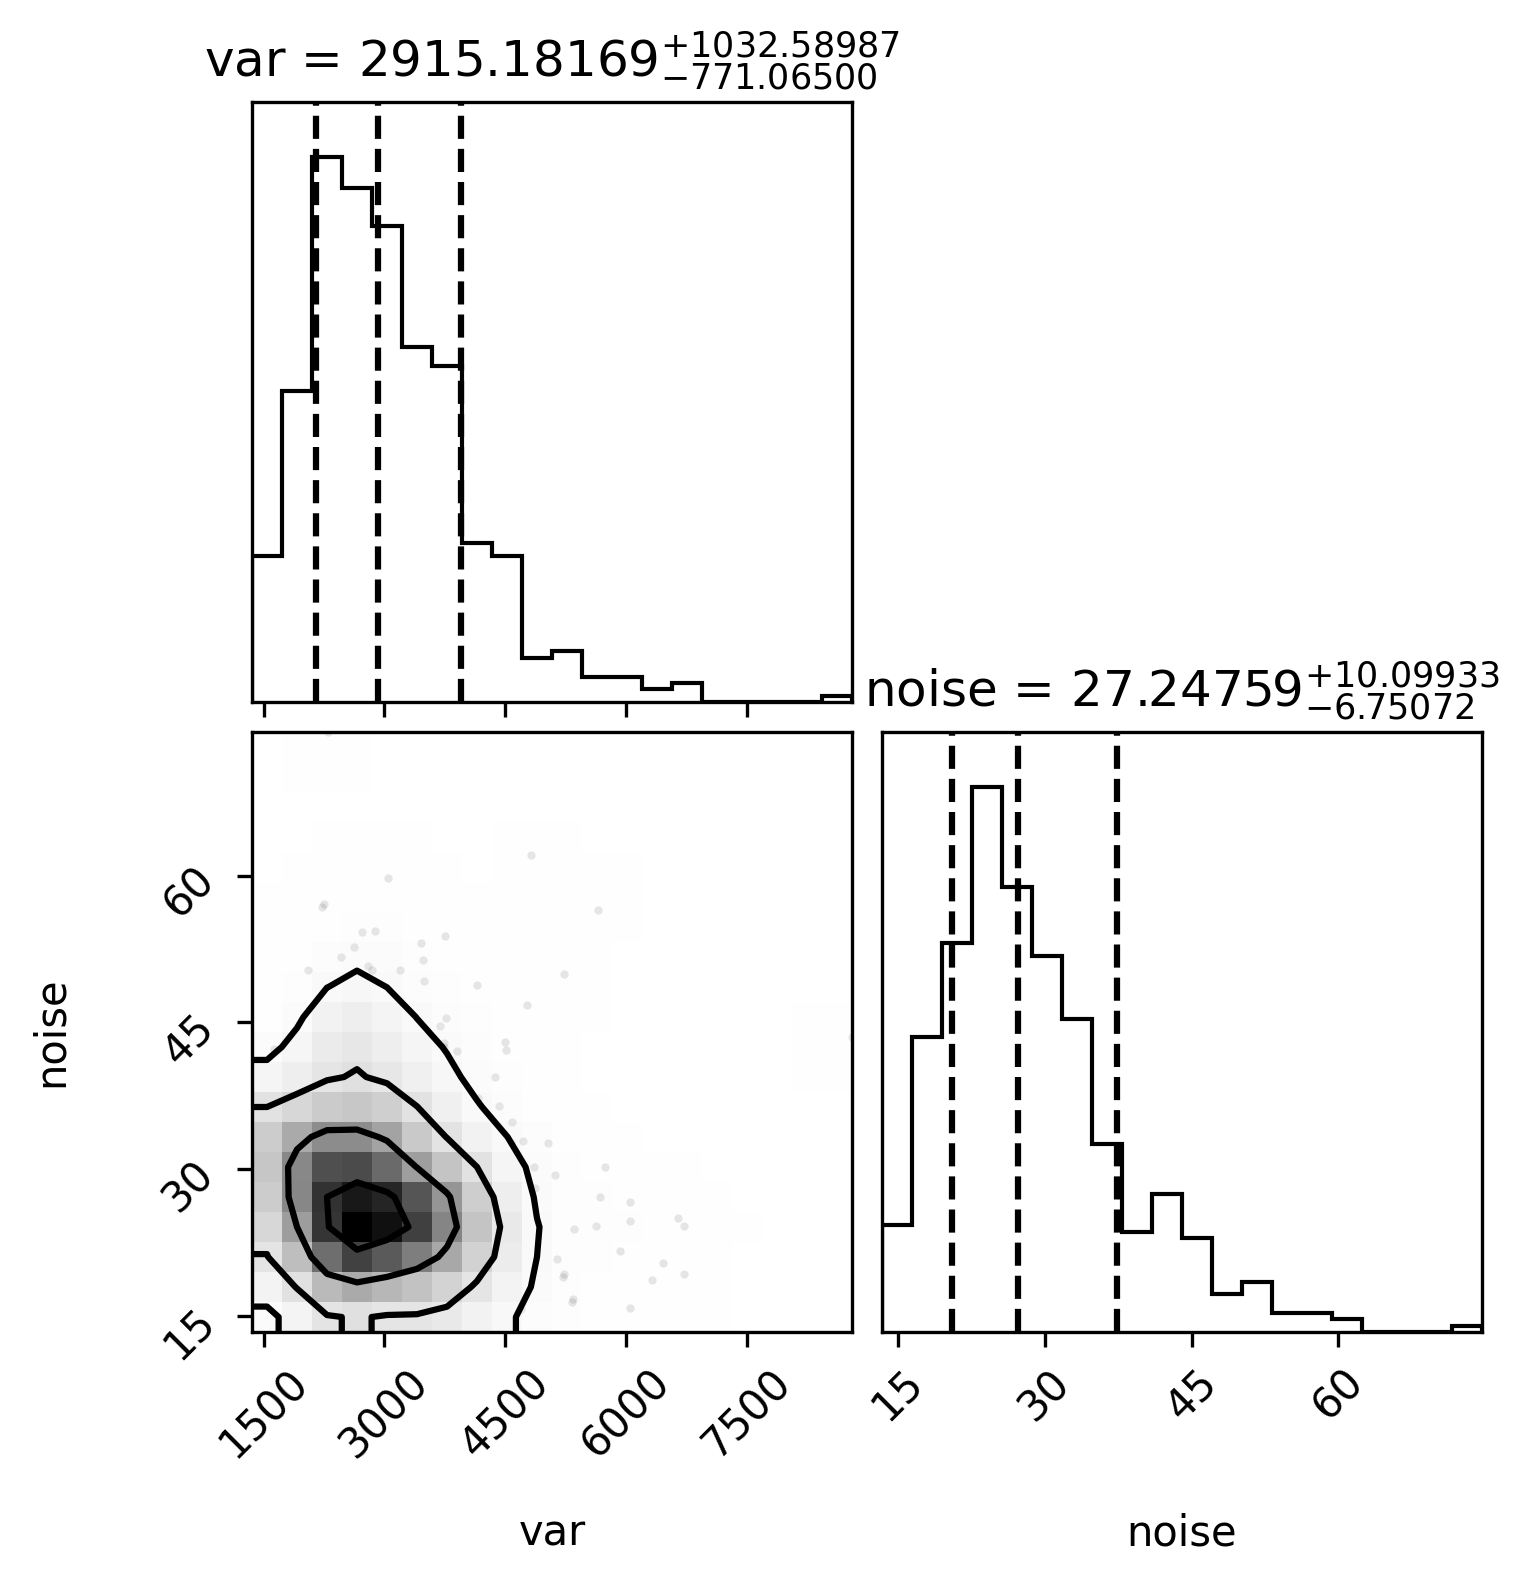 var = 2915.18169+1032.58987 −771.06500
noise = 27.24759+10.09933 −6.75072
noise
60
45
30
15
1500 3000 4500 6000 7500
15 30 45 60
var
noise